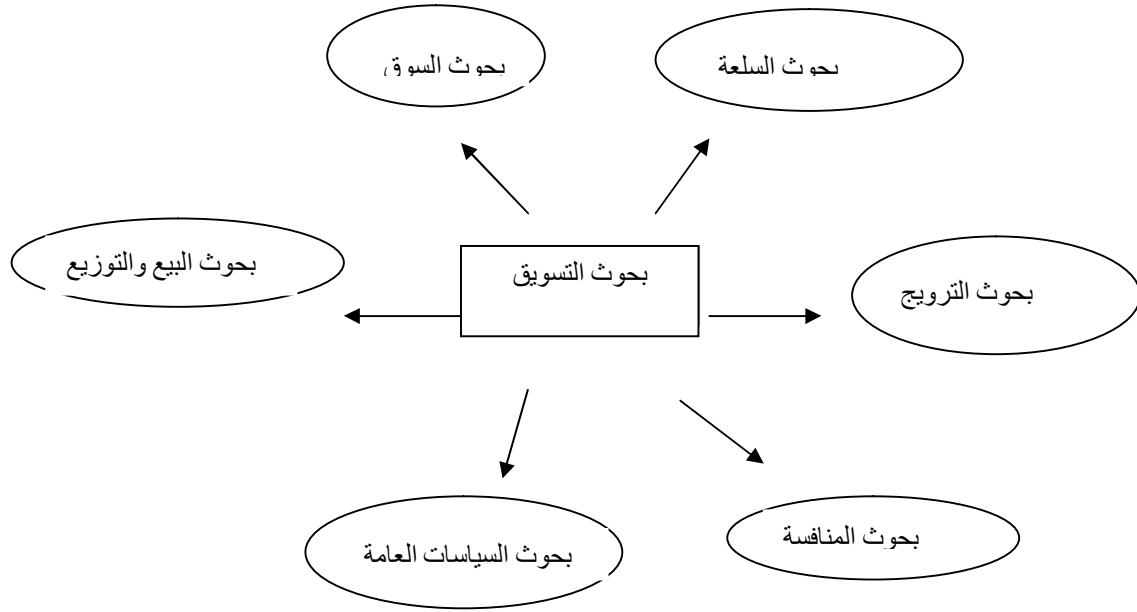 بحوث السلعة
بحوث السوق
بحوث البيع والتوزيع
بحوث التسويق
بحوث الترويج
بحوث السياسات العامة
بحوث المنافسة